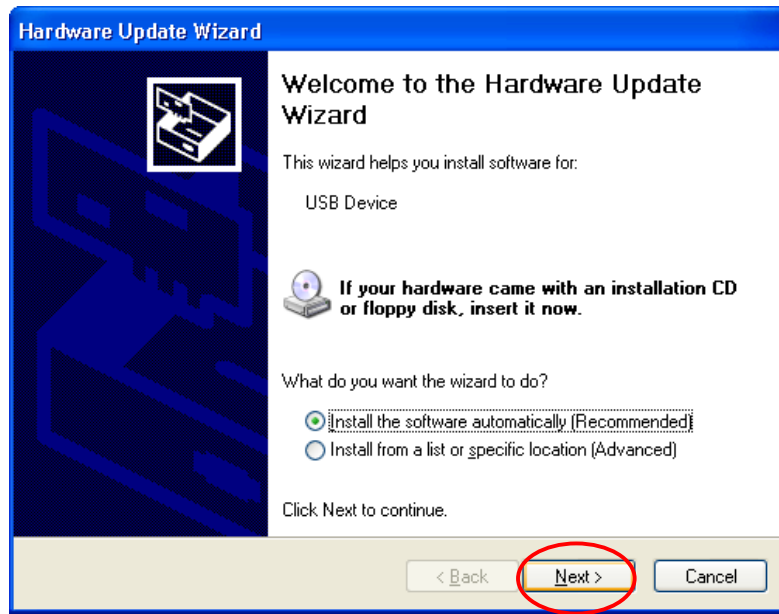 Hardware Update Wizard
Welcome to the Hardware Update
Wizard
This wizard helps you install software for:
USB Device
If your hardware came with an installation CD
or floppy disk, insert it now.
What do you want the wizard to do?
Install the software automatically (Recommended)
Install from a list or specific location (Advanced)
Click Next to continue.
< Back Next > Cancel